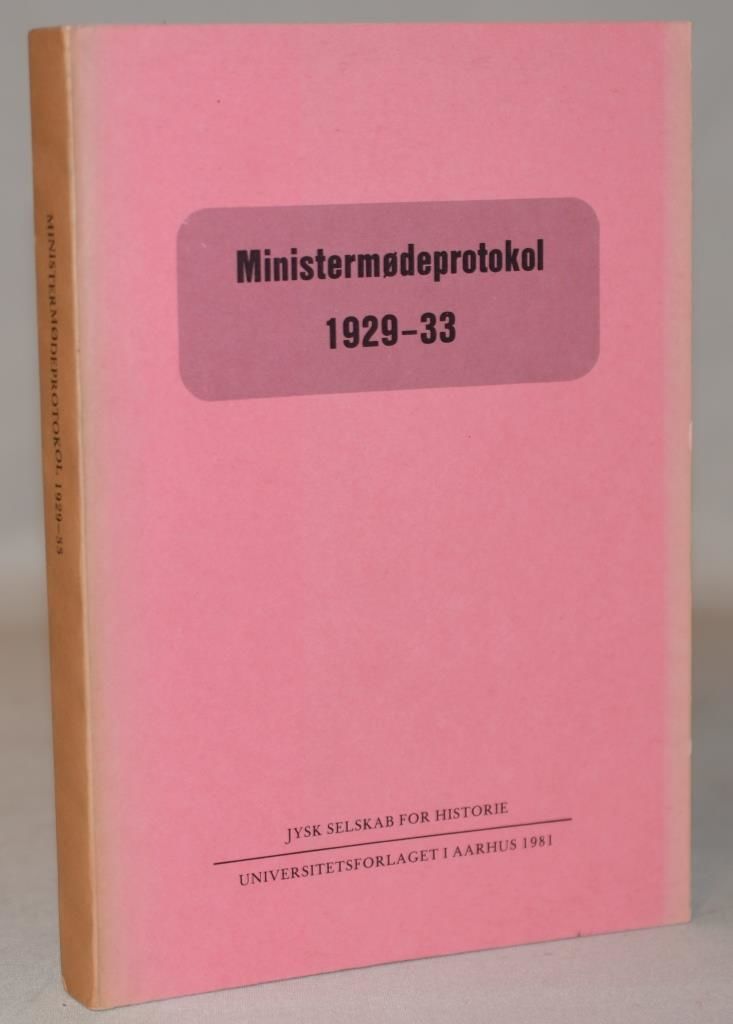 Ministermødeprotokol
1929–33
JYSK SELSKAB FOR HISTORIE
UNIVERSITETSFORLAGET I AARHUS 1981
MINISTERMØDEPROTOKOL 1929–33